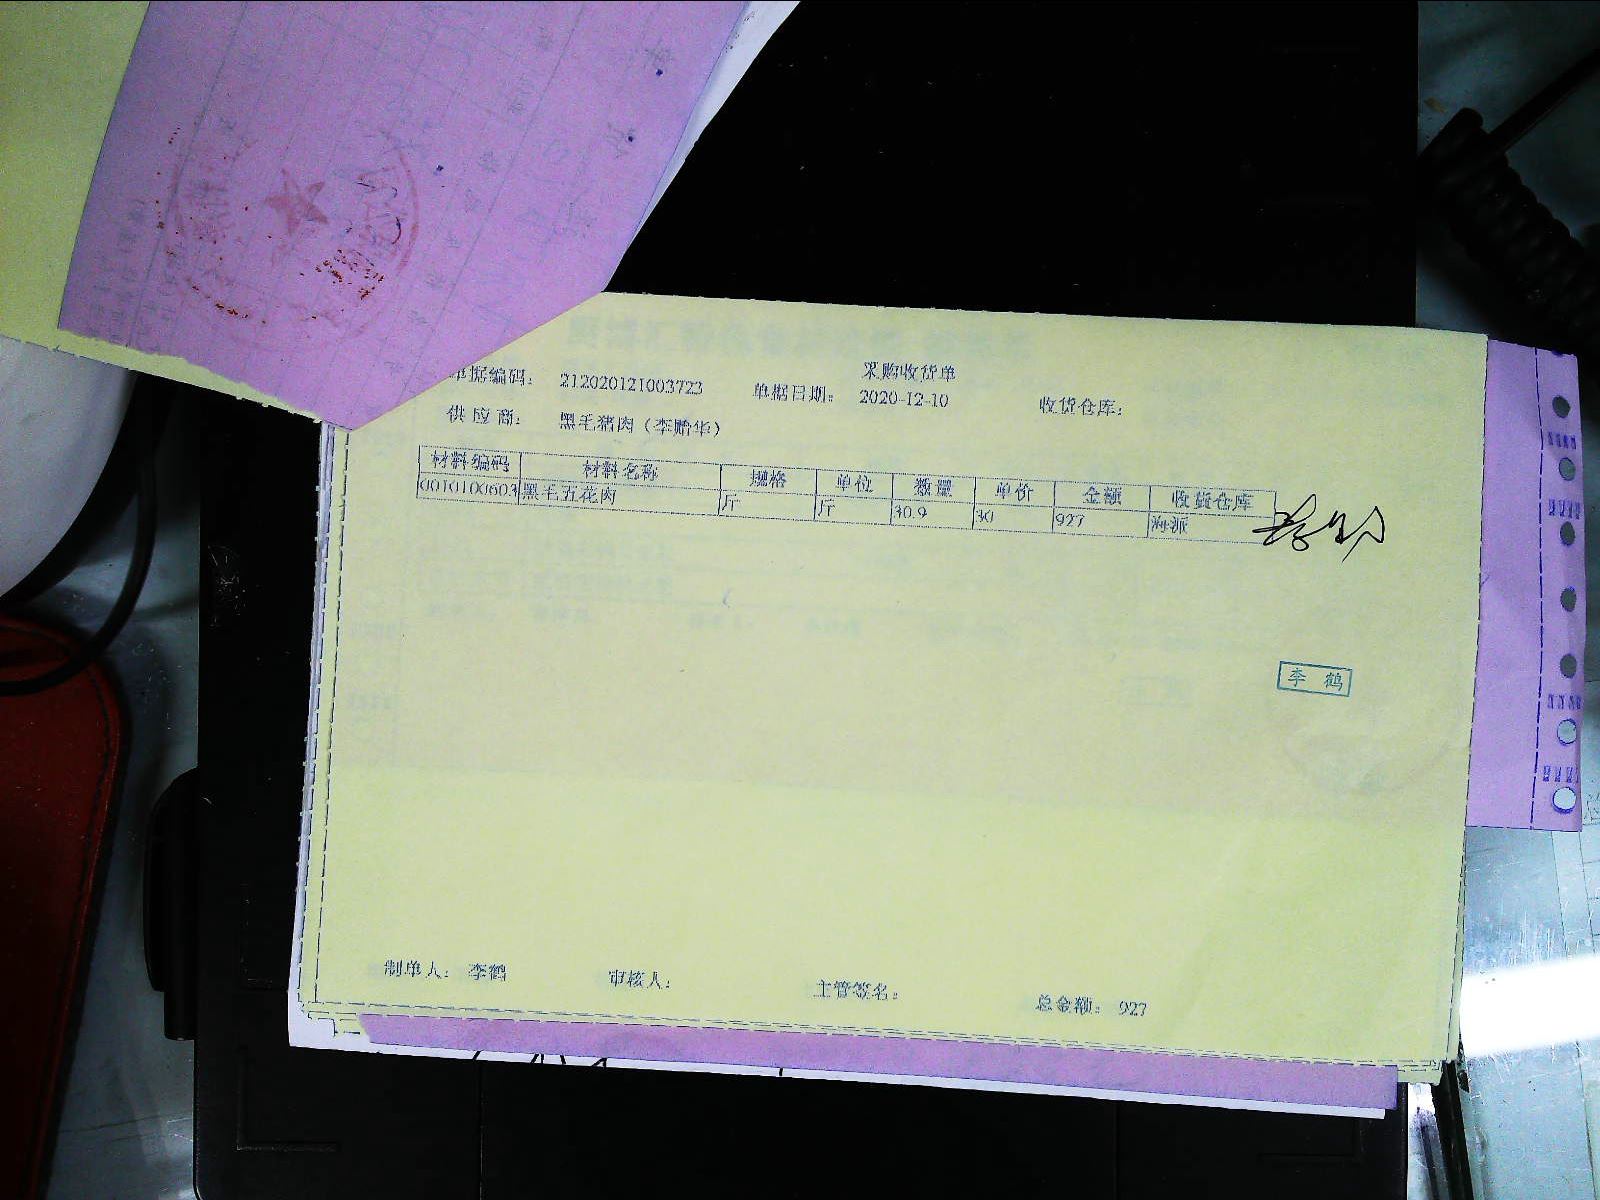 采购收货单
单据编码： 212020121003723 单据日期： 2020-12-10 收货仓库：
供应商： 黑毛猪肉（李贻华）
材料编码 材料名称 规格 单位 数量 单价 金额 收货仓库
0010100603 黑毛五花肉 斤 斤 30.9 30 927 海派
李 鹤
制单人： 李鹤 审核人： 主管签名： 总金额： 927